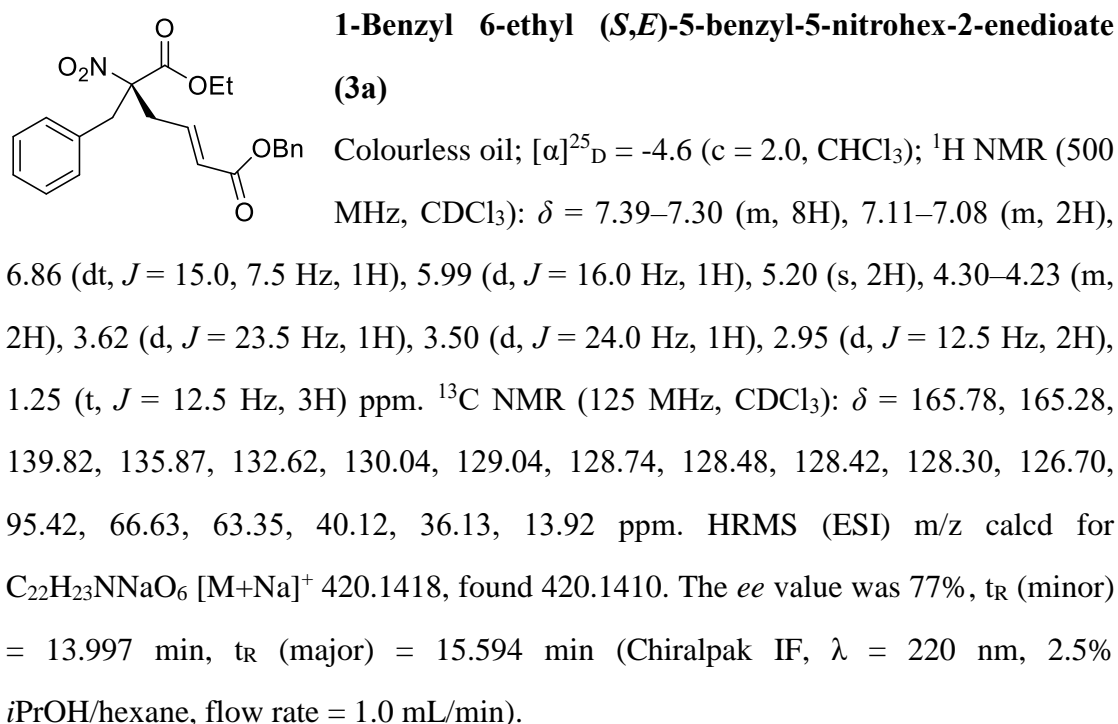 O
O₂N
OEt
OBn
O
1-Benzyl 6-ethyl (S,E)-5-benzyl-5-nitrohex-2-enedioate
(3a)
Colourless oil; [α]²⁵D = -4.6 (c = 2.0, CHCl₃); ¹H NMR (500
MHz, CDCl₃): δ = 7.39–7.30 (m, 8H), 7.11–7.08 (m, 2H),
6.86 (dt, J = 15.0, 7.5 Hz, 1H), 5.99 (d, J = 16.0 Hz, 1H), 5.20 (s, 2H), 4.30–4.23 (m,
2H), 3.62 (d, J = 23.5 Hz, 1H), 3.50 (d, J = 24.0 Hz, 1H), 2.95 (d, J = 12.5 Hz, 2H),
1.25 (t, J = 12.5 Hz, 3H) ppm. ¹³C NMR (125 MHz, CDCl₃): δ = 165.78, 165.28,
139.82, 135.87, 132.62, 130.04, 129.04, 128.74, 128.48, 128.42, 128.30, 126.70,
95.42, 66.63, 63.35, 40.12, 36.13, 13.92 ppm. HRMS (ESI) m/z calcd for
C₂₂H₂₃NNaO₆ [M+Na]⁺ 420.1418, found 420.1410. The ee value was 77%, tR (minor)
= 13.997 min, tR (major) = 15.594 min (Chiralpak IF, λ = 220 nm, 2.5%
iPrOH/hexane, flow rate = 1.0 mL/min).